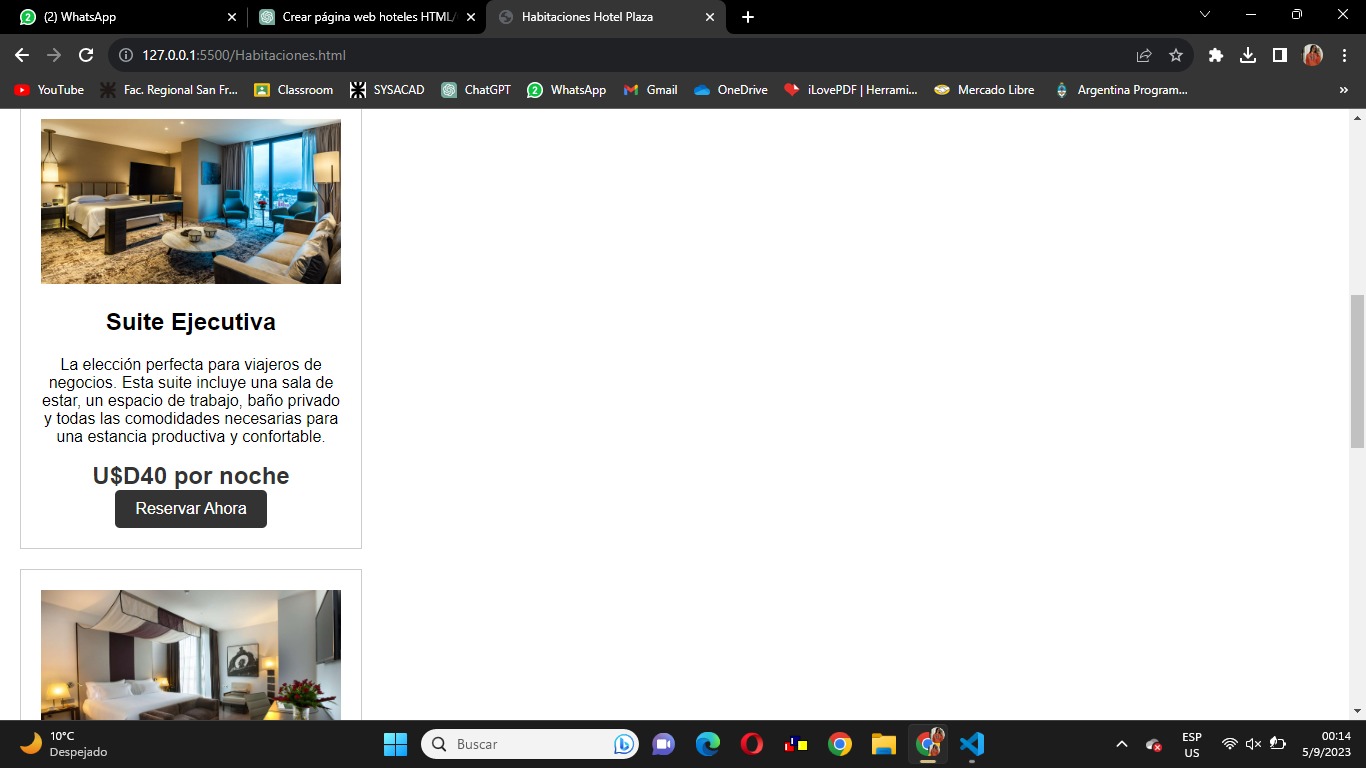 (2) WhatsApp
Crear página web hoteles HTML/
Habitaciones Hotel Plaza
127.0.0.1:5500/Habitaciones.html
YouTube
Fac. Regional San Fr...
Classroom
SYSACAD
ChatGPT
WhatsApp
Gmail
OneDrive
iLovePDF | Herrami...
Mercado Libre
Argentina Program...
»
Suite Ejecutiva
La elección perfecta para viajeros de
negocios. Esta suite incluye una sala de
estar, un espacio de trabajo, baño privado
y todas las comodidades necesarias para
una estancia productiva y confortable.
U$D40 por noche
Reservar Ahora
10°C
Despejado
Buscar
ESP
US
00:14
5/9/2023